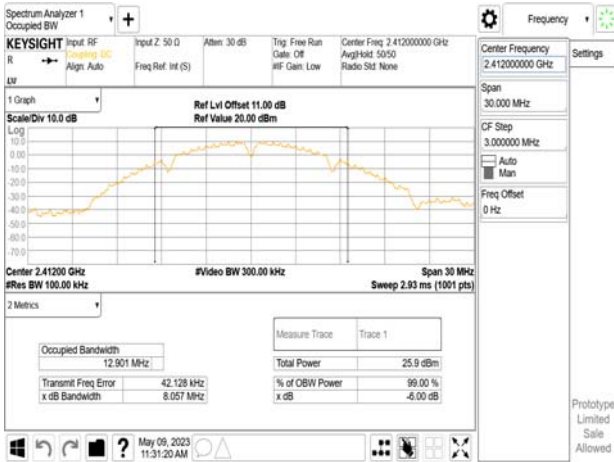 Spectrum Analyzer 1
Occupied BW
KEYSIGHT
R
LXI
Input: RF
Coupling: DC
Align: Auto
Input Z: 50 Ω
Freq Ref: Int (S)
Atten: 30 dB
Trig: Free Run
Gate: Off
#IF Gain: Low
Center Freq: 2.412000000 GHz
Avg|Hold: 50/50
Radio Std: None
1 Graph
Scale/Div 10.0 dB
Ref Lvl Offset 11.00 dB
Ref Value 20.00 dBm
Log
10.0
0.00
-10.0
-20.0
-30.0
-40.0
-50.0
-60.0
-70.0
Center 2.41200 GHz
#Res BW 100.00 kHz
#Video BW 300.00 kHz
Span 30 MHz
Sweep 2.93 ms (1001 pts)
2 Metrics
Measure Trace
Trace 1
Occupied Bandwidth
12.901 MHz
Total Power
25.9 dBm
Transmit Freq Error
42.128 kHz
% of OBW Power
99.00 %
x dB Bandwidth
8.057 MHz
x dB
-6.00 dB
?
May 09, 2023
11:31:20 AM
Frequency
Center Frequency
2.412000000 GHz
Settings
Span
30.000 MHz
CF Step
3.000000 MHz
Auto
Man
Freq Offset
0 Hz
Prototype
Limited
Sale
Allowed